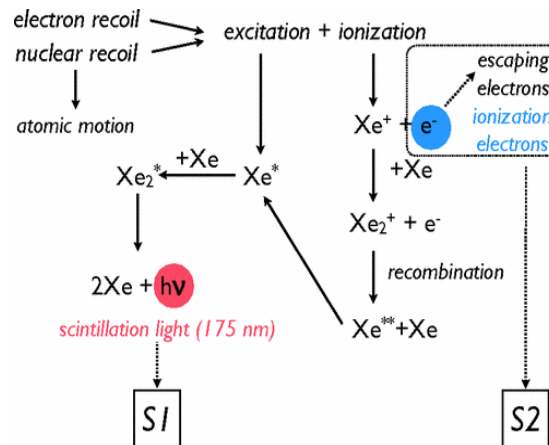 electron recoil
nuclear recoil
excitation + ionization
escaping
electrons
ionization
electrons
atomic motion
Xe⁺ + e⁻
+Xe
Xe₂* Xe*
+Xe
Xe₂⁺ + e⁻
recombination
2Xe + hν
scintillation light (175 nm)
Xe**+Xe
S1
S2